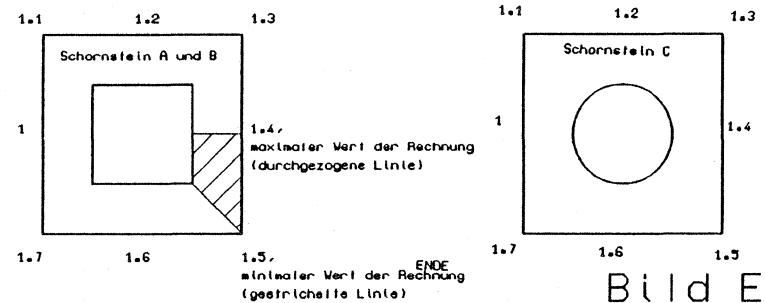 1.1 1.2 1.3 1.1 1.2 1.3
Schornstein A und B Schornstein C
1 1.4, 1 1.4
maximaler Wert der Rechnung
(durchgezogene Linie)
1.7 1.6 1.5, 1.7 1.6 1.5
ENDE
minimaler Wert der Rechnung
(gestrichelte Linie)
Bild E